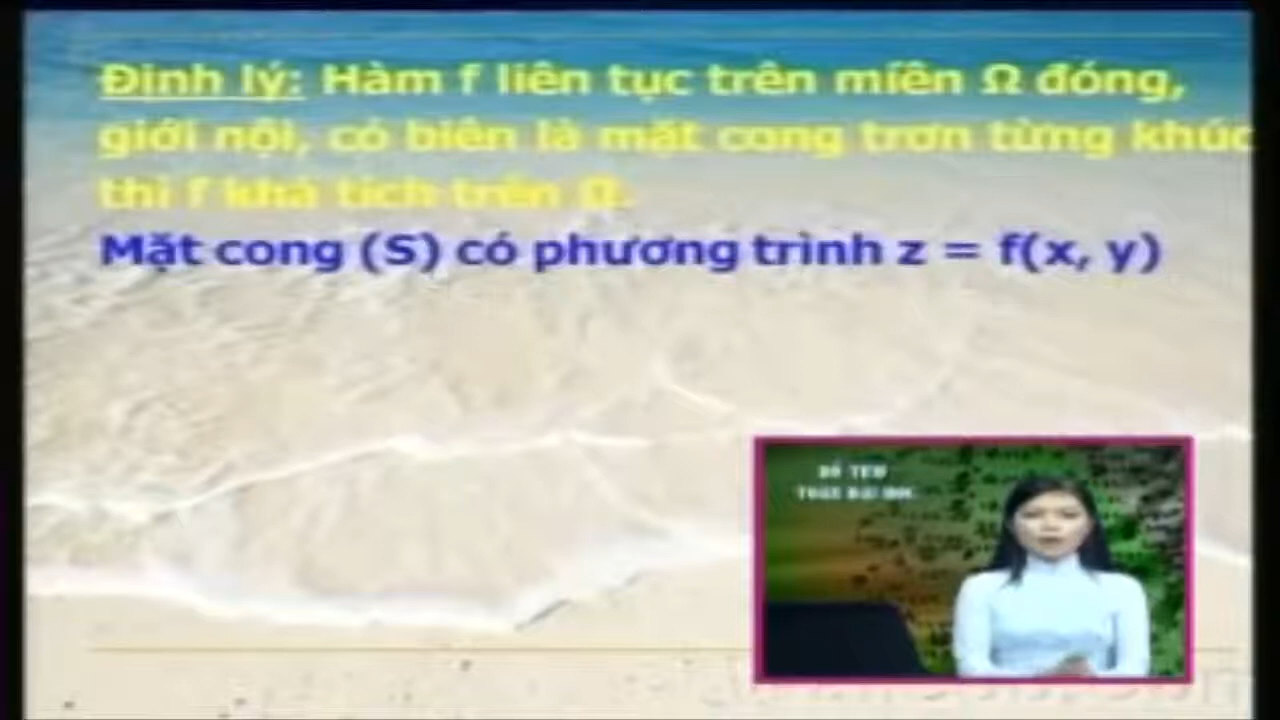 Định lý: Hàm f liên tục trên miền Ω đóng,
giới nội, có biên là mặt cong trơn từng khúc
thì f khả tích trên Ω.
Mặt cong (S) có phương trình z = f(x, y)